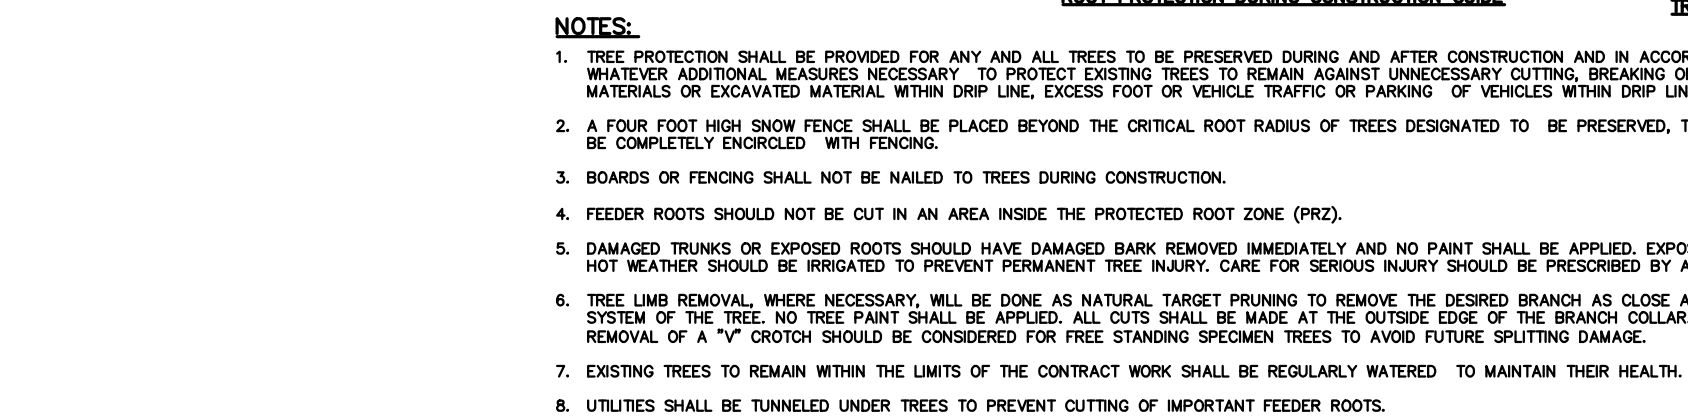 ROOT PROTECTION DURING CONSTRUCTION GUIDE
NOTES:
1. TREE PROTECTION SHALL BE PROVIDED FOR ANY AND ALL TREES TO BE PRESERVED DURING AND AFTER CONSTRUCTION AND IN
WHATEVER ADDITIONAL MEASURES NECESSARY TO PROTECT EXISTING TREES TO REMAIN AGAINST UNNECESSARY CUTTING, BREAKING
MATERIALS OR EXCAVATED MATERIAL WITHIN DRIP LINE, EXCESS FOOT OR VEHICLE TRAFFIC OR PARKING OF VEHICLES WITHIN DRIP
2. A FOUR FOOT HIGH SNOW FENCE SHALL BE PLACED BEYOND THE CRITICAL ROOT RADIUS OF TREES DESIGNATED TO BE PRESERVED,
BE COMPLETELY ENCIRCLED WITH FENCING.
3. BOARDS OR FENCING SHALL NOT BE NAILED TO TREES DURING CONSTRUCTION.
4. FEEDER ROOTS SHOULD NOT BE CUT IN AN AREA INSIDE THE PROTECTED ROOT ZONE (PRZ).
5. DAMAGED TRUNKS OR EXPOSED ROOTS SHOULD HAVE DAMAGED BARK REMOVED IMMEDIATELY AND NO PAINT SHALL BE APPLIED.
HOT WEATHER SHOULD BE IRRIGATED TO PREVENT PERMANENT TREE INJURY. CARE FOR SERIOUS INJURY SHOULD BE PRESCRIBED BY
6. TREE LIMB REMOVAL, WHERE NECESSARY, WILL BE DONE AS NATURAL TARGET PRUNING TO REMOVE THE DESIRED BRANCH AS CLOSE
SYSTEM OF THE TREE. NO TREE PAINT SHALL BE APPLIED. ALL CUTS SHALL BE MADE AT THE OUTSIDE EDGE OF THE BRANCH COLLAR.
REMOVAL OF A "V" CROTCH SHOULD BE CONSIDERED FOR FREE STANDING SPECIMEN TREES TO AVOID FUTURE SPLITTING DAMAGE.
7. EXISTING TREES TO REMAIN WITHIN THE LIMITS OF THE CONTRACT WORK SHALL BE REGULARLY WATERED TO MAINTAIN THEIR HEALTH.
8. UTILITIES SHALL BE TUNNELED UNDER TREES TO PREVENT CUTTING OF IMPORTANT FEEDER ROOTS.